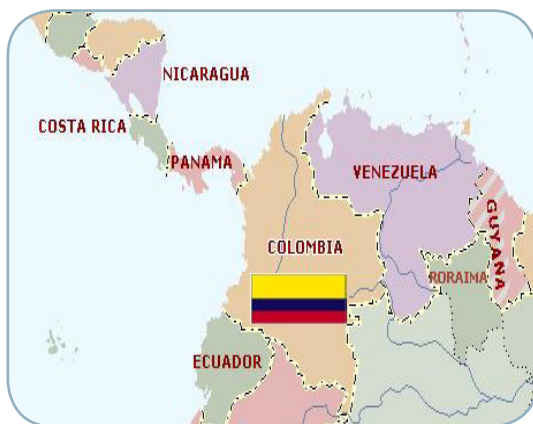 NICARAGUA
COSTA RICA
PANAMA
VENEZUELA
GUYANA
COLOMBIA
RORAIMA
ECUADOR